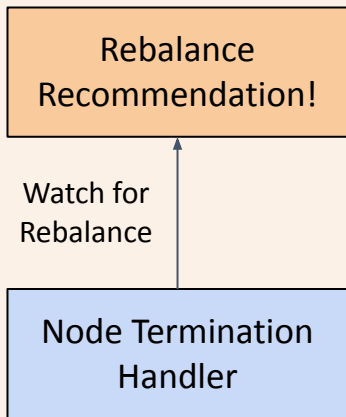 Rebalance
Recommendation!
Watch for
Rebalance
Node Termination
Handler